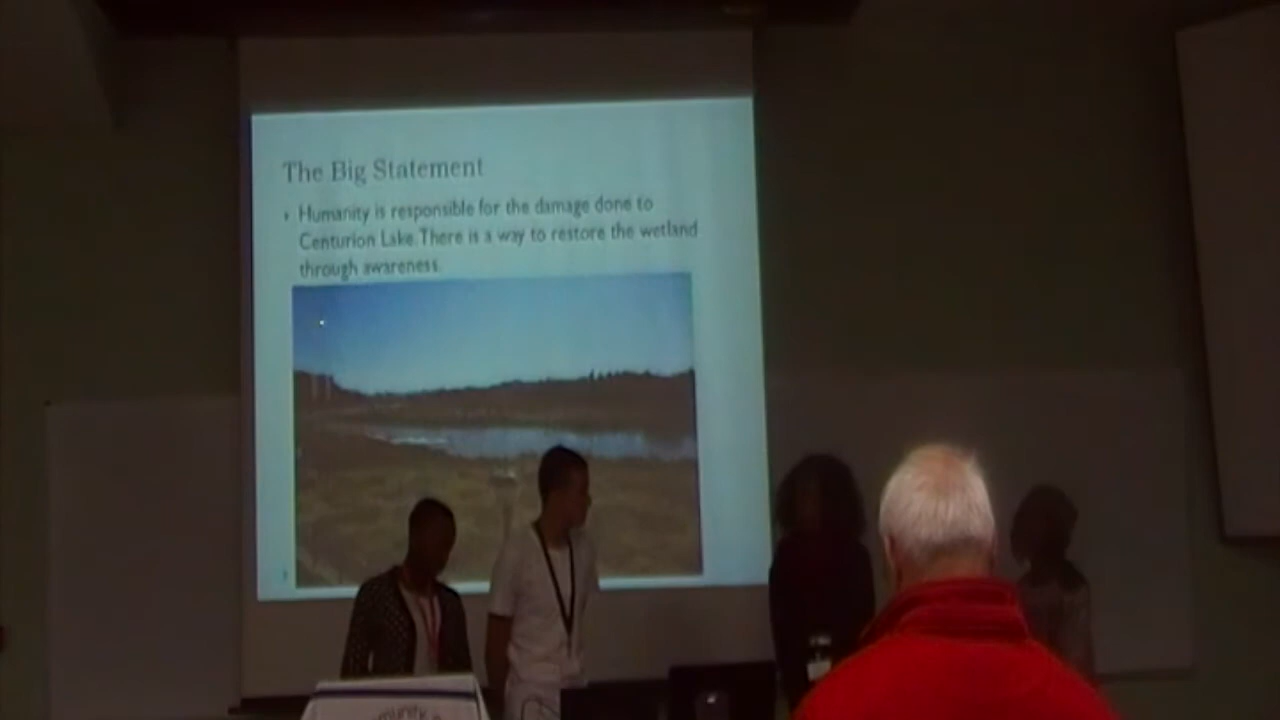 The Big Statement
Humanity is responsible for the damage done to
Centurion Lake. There is a way to restore the wetland
through awareness.